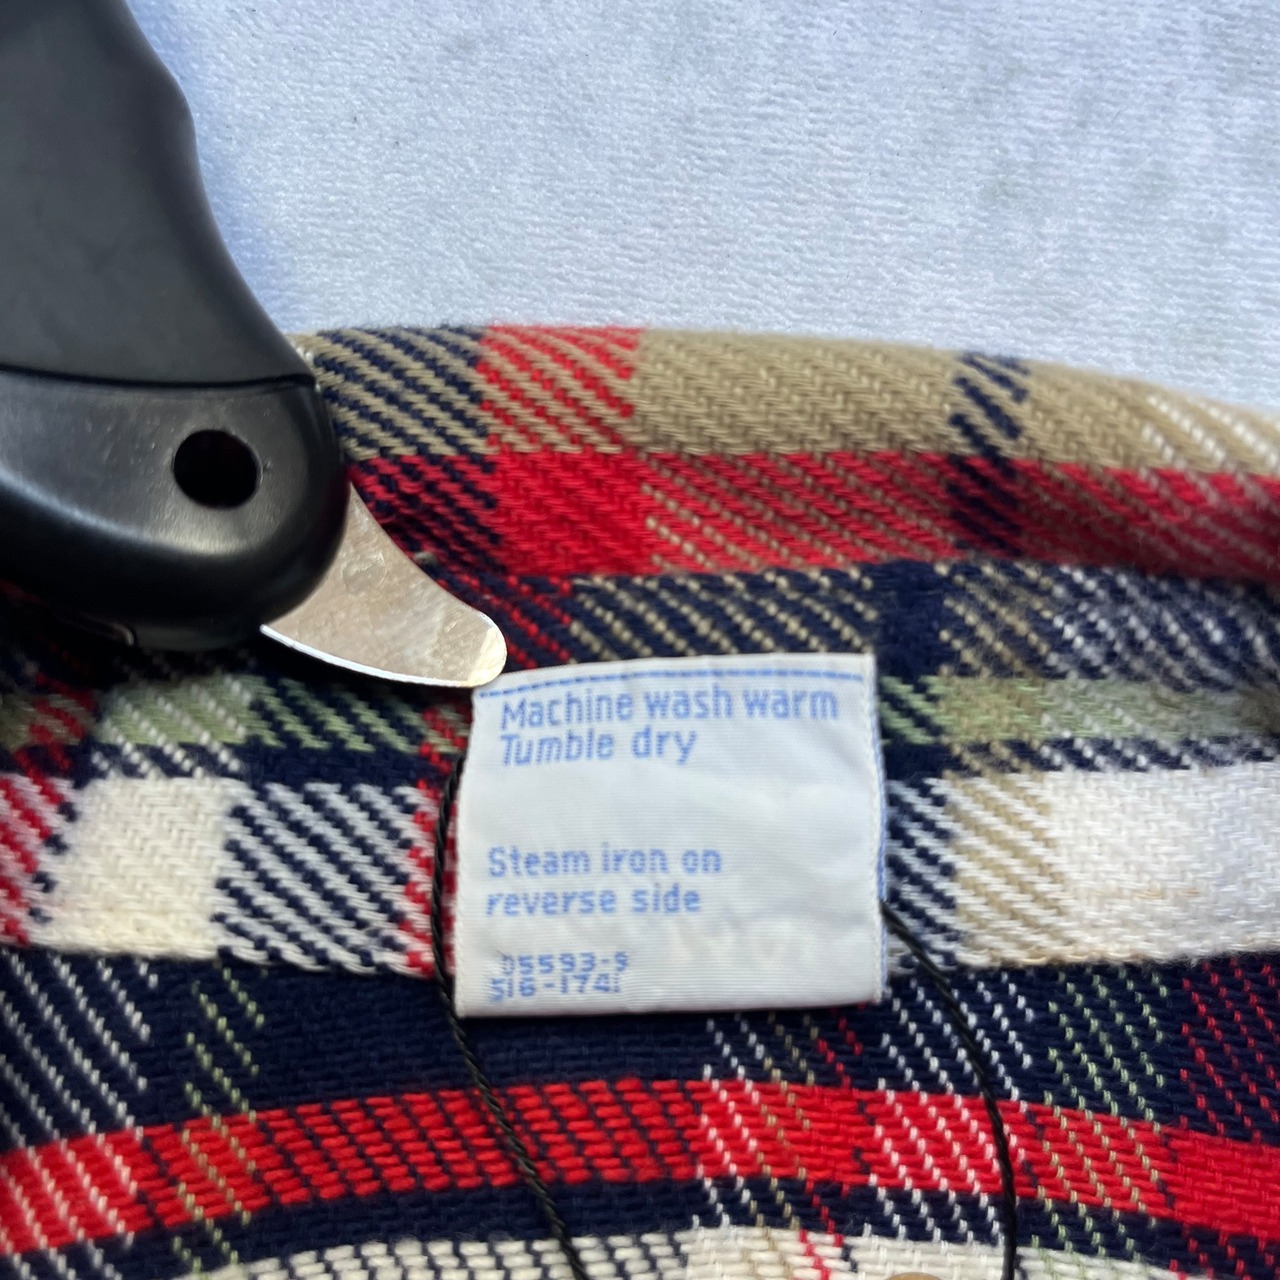 Machine wash warm
Tumble dry
Steam iron on
reverse side